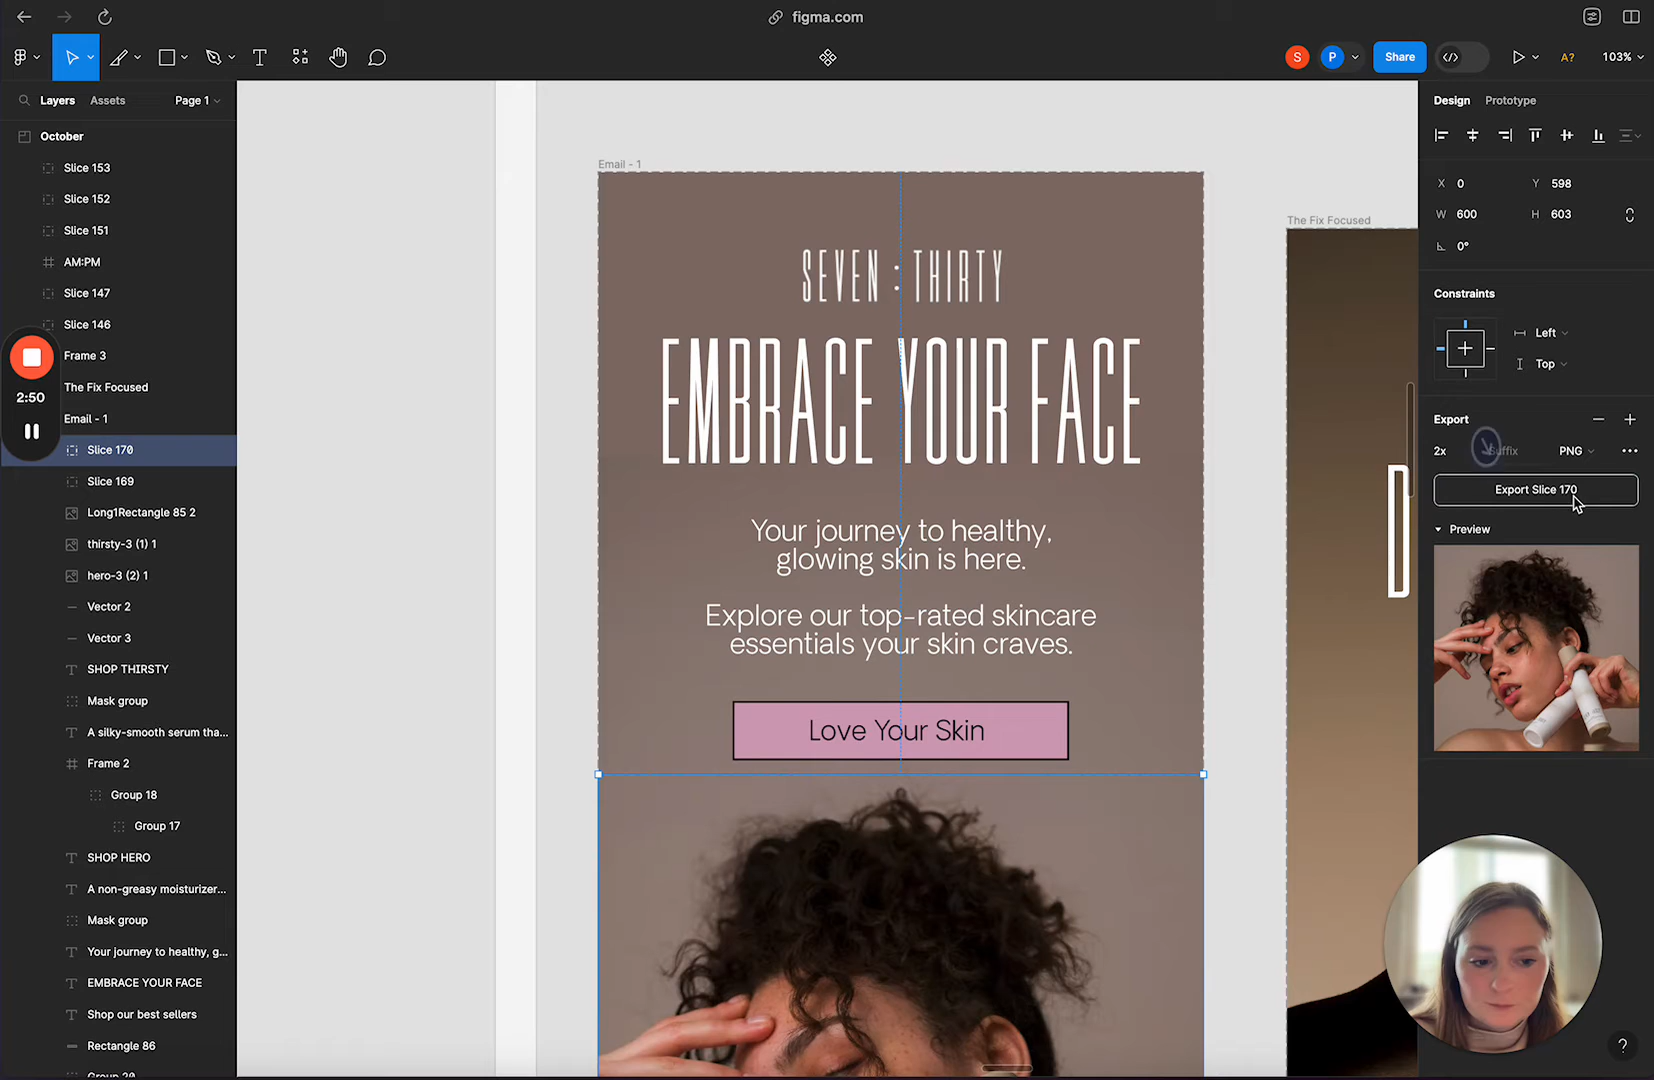 figma.com
S
P
Share
A?
103%
Layers
Assets
Page 1
Design
Prototype
October
Slice 153
Slice 152
Slice 151
AM:PM
Slice 147
Slice 146
Frame 3
The Fix Focused
Email - 1
Slice 170
Slice 169
Long1Rectangle 85 2
thirsty-3 (1) 1
hero-3 (2) 1
Vector 2
Vector 3
SHOP THIRSTY
Mask group
A silky-smooth serum tha...
Frame 2
Group 18
Group 17
SHOP HERO
A non-greasy moisturizer...
Mask group
Your journey to healthy, g...
EMBRACE YOUR FACE
Shop our best sellers
Rectangle 86
Group 20
2:50
Email - 1
SEVEN : THIRTY
EMBRACE YOUR FACE
Your journey to healthy,
glowing skin is here.
Explore our top-rated skincare
essentials your skin craves.
Love Your Skin
The Fix Focused
D
X 0
Y 598
W 600
H 603
0°
Constraints
Left
Top
Export
2x
Suffix
PNG
Export Slice 170
Preview
?